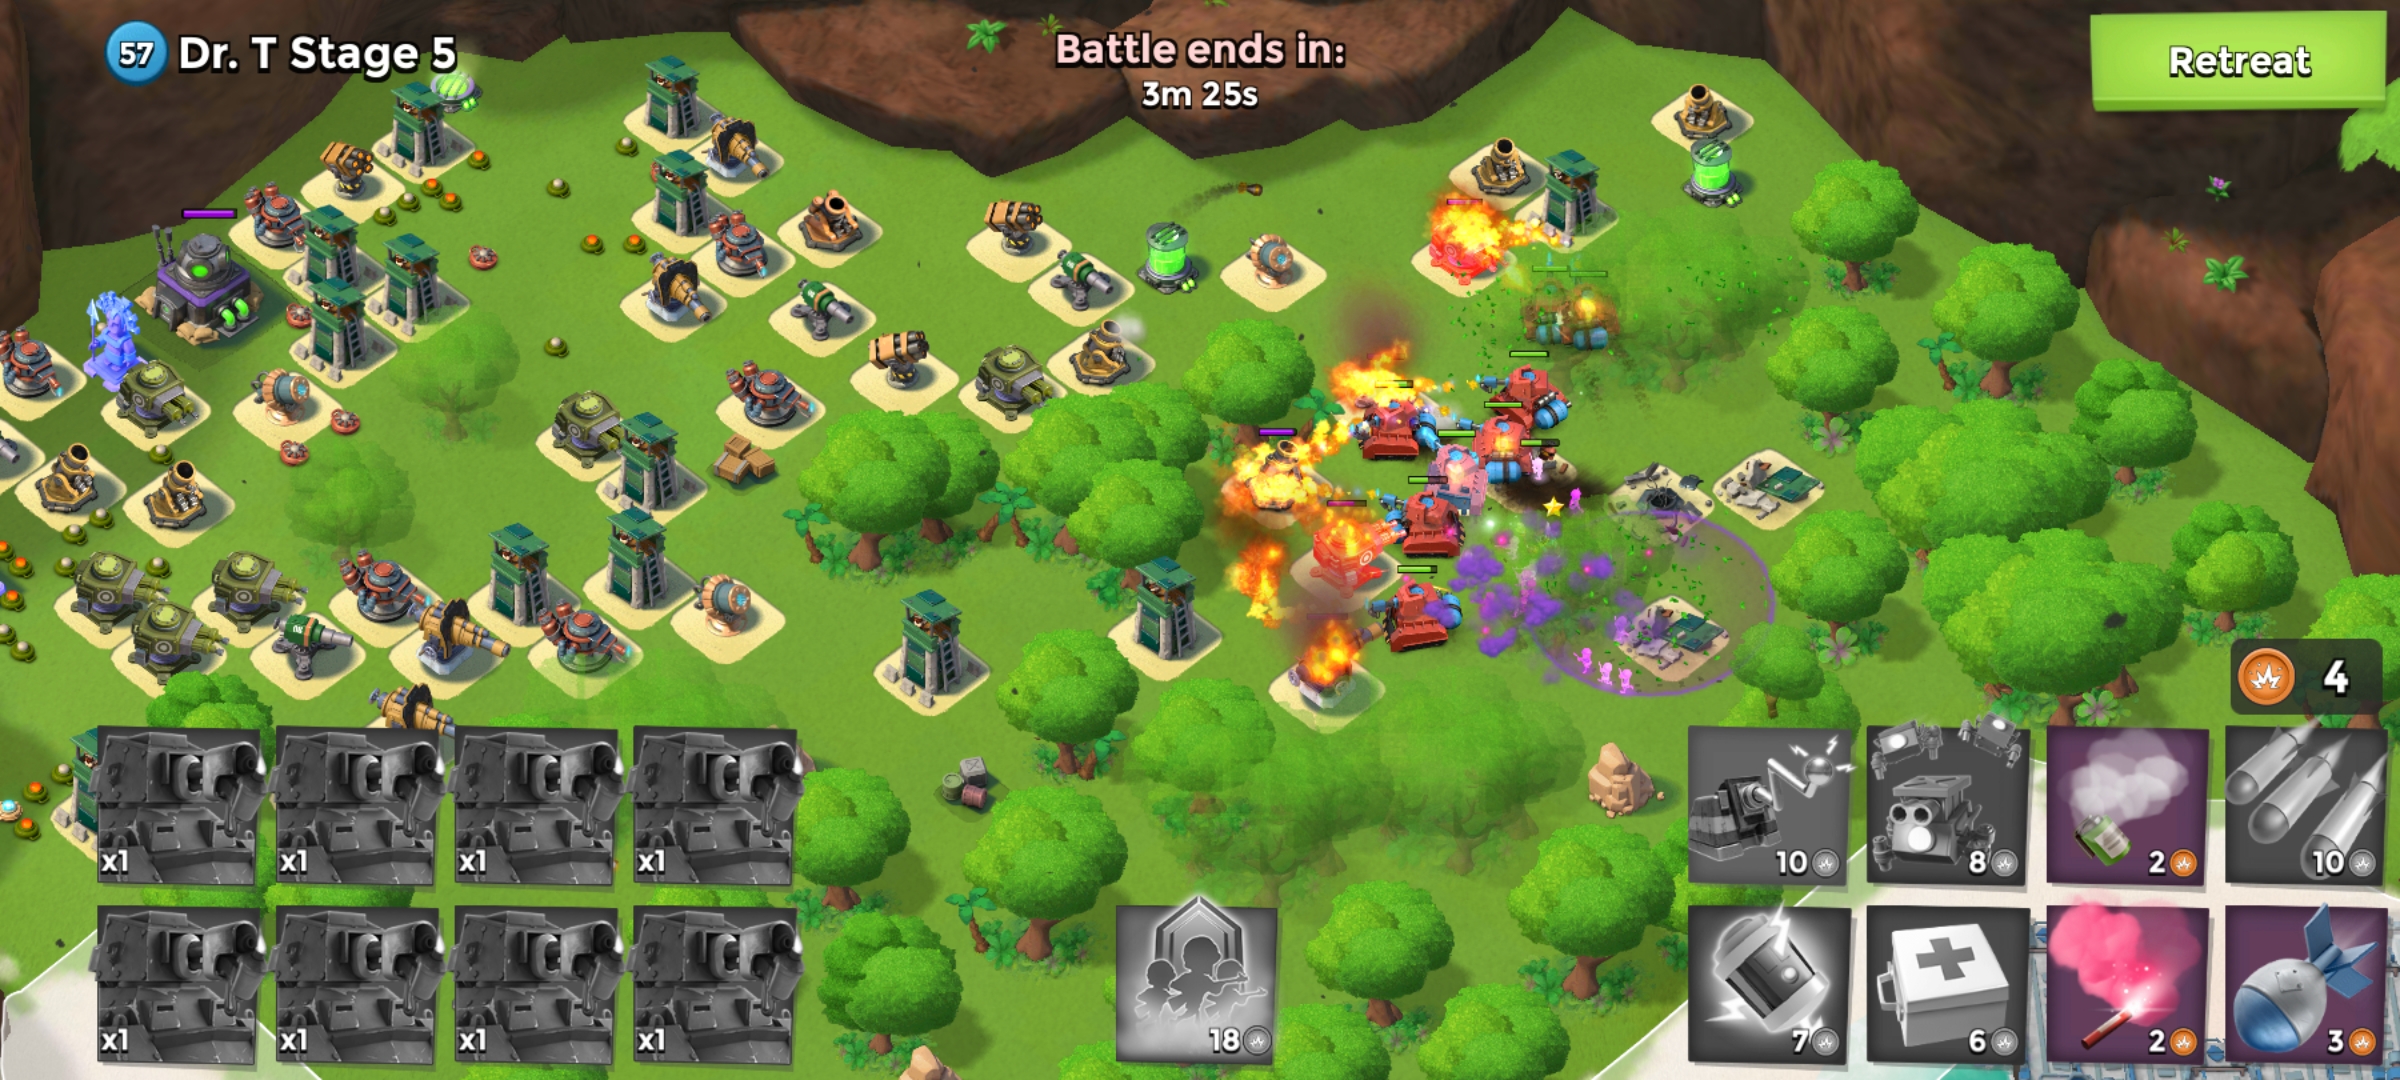 57 Dr. T Stage 5
Battle ends in:
3m 25s
Retreat
4
x1 x1 x1 x1
10 8 2 10
x1 x1 x1 x1
18
7 6 2 3